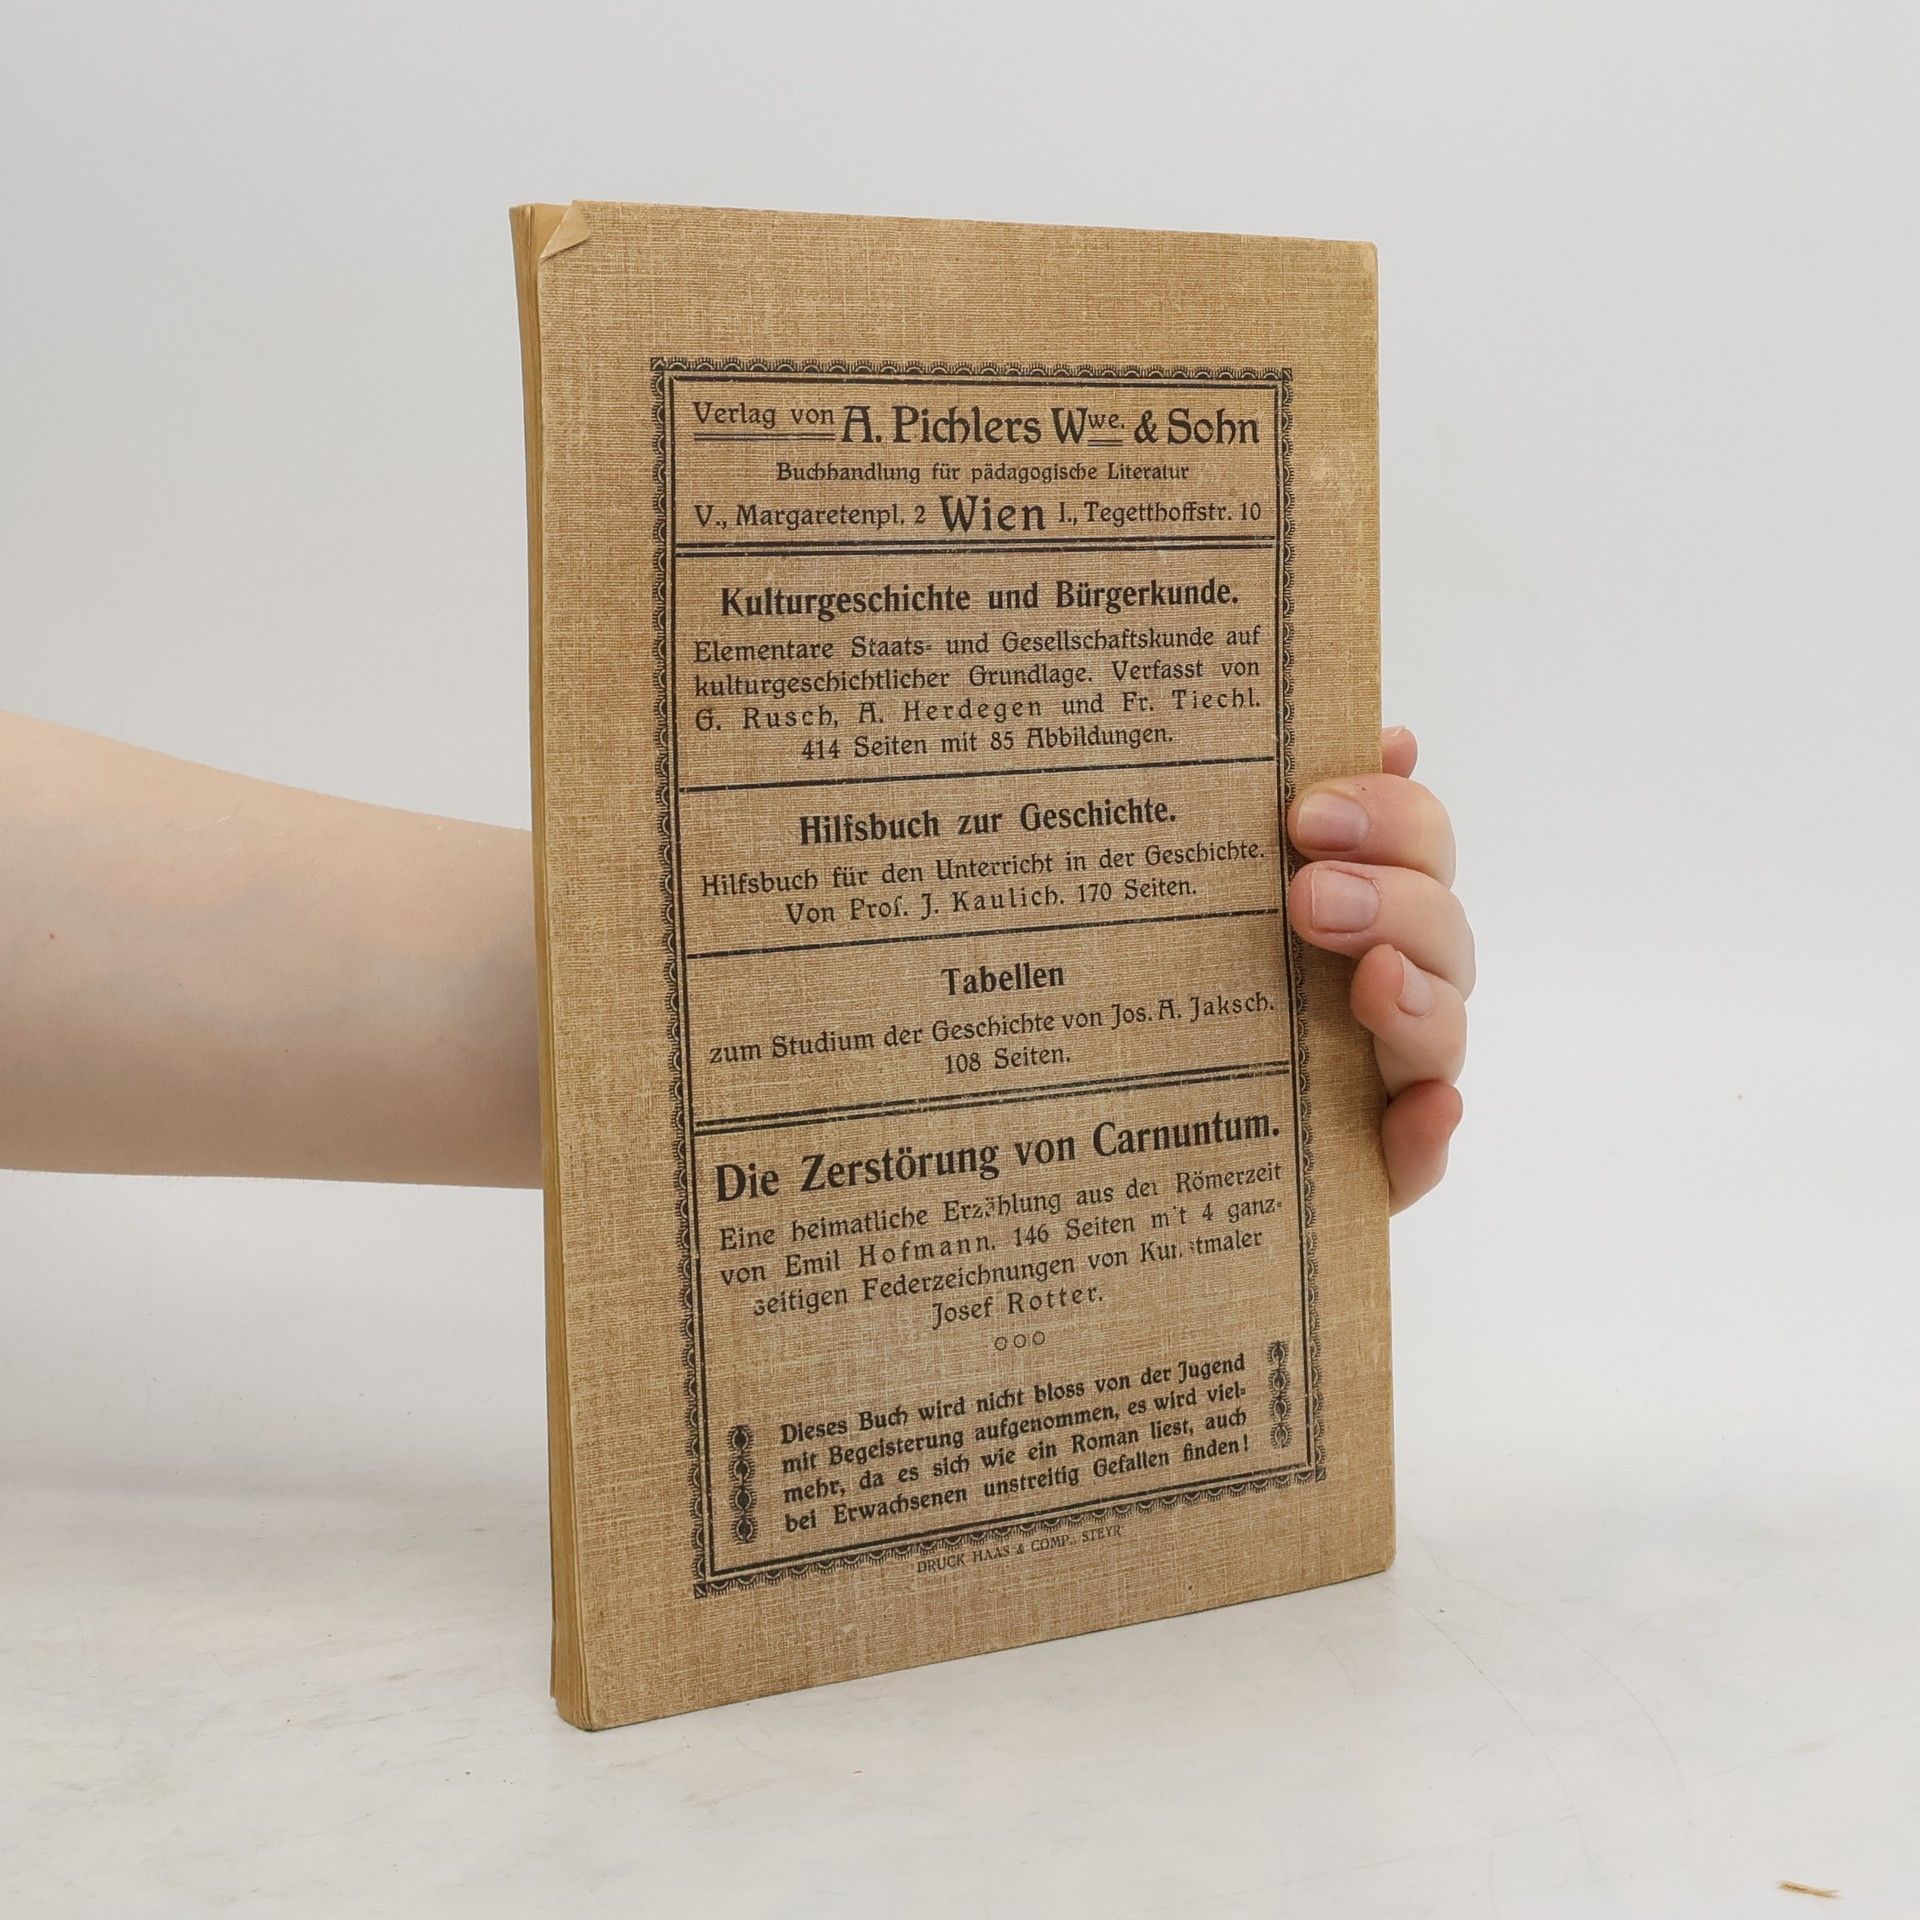 Verlag von A. Pichlers Wwe. & Sohn
Buchhandlung für pädagogische Literatur
V., Margaretenpl. 2 Wien I., Tegetthoffstr. 10
Kulturgeschichte und Bürgerkunde.
Elementare Staats- und Gesellschaftskunde auf
kulturgeschichtlicher Grundlage. Verfasst von
G. Rusch, A. Herdegen und Fr. Tiechl.
414 Seiten mit 85 Abbildungen.
Hilfsbuch zur Geschichte.
Hilfsbuch für den Unterricht in der Geschichte.
Von Prof. J. Kaulich. 170 Seiten.
Tabellen
zum Studium der Geschichte von Jos. A. Jaksch.
108 Seiten.
Die Zerstörung von Carnuntum.
Eine heimatliche Erzählung aus der Römerzeit
von Emil Hofmann. 146 Seiten mit 4 ganz-
seitigen Federzeichnungen von Kunstmaler
Josef Rotter.
Dieses Buch wird nicht bloss von der Jugend
mit Begeisterung aufgenommen, es wird viel-
mehr, da es sich wie ein Roman liest, auch
bei Erwachsenen unstreitig Gefallen finden!
DRUCK HAAS & COMP., STEYR